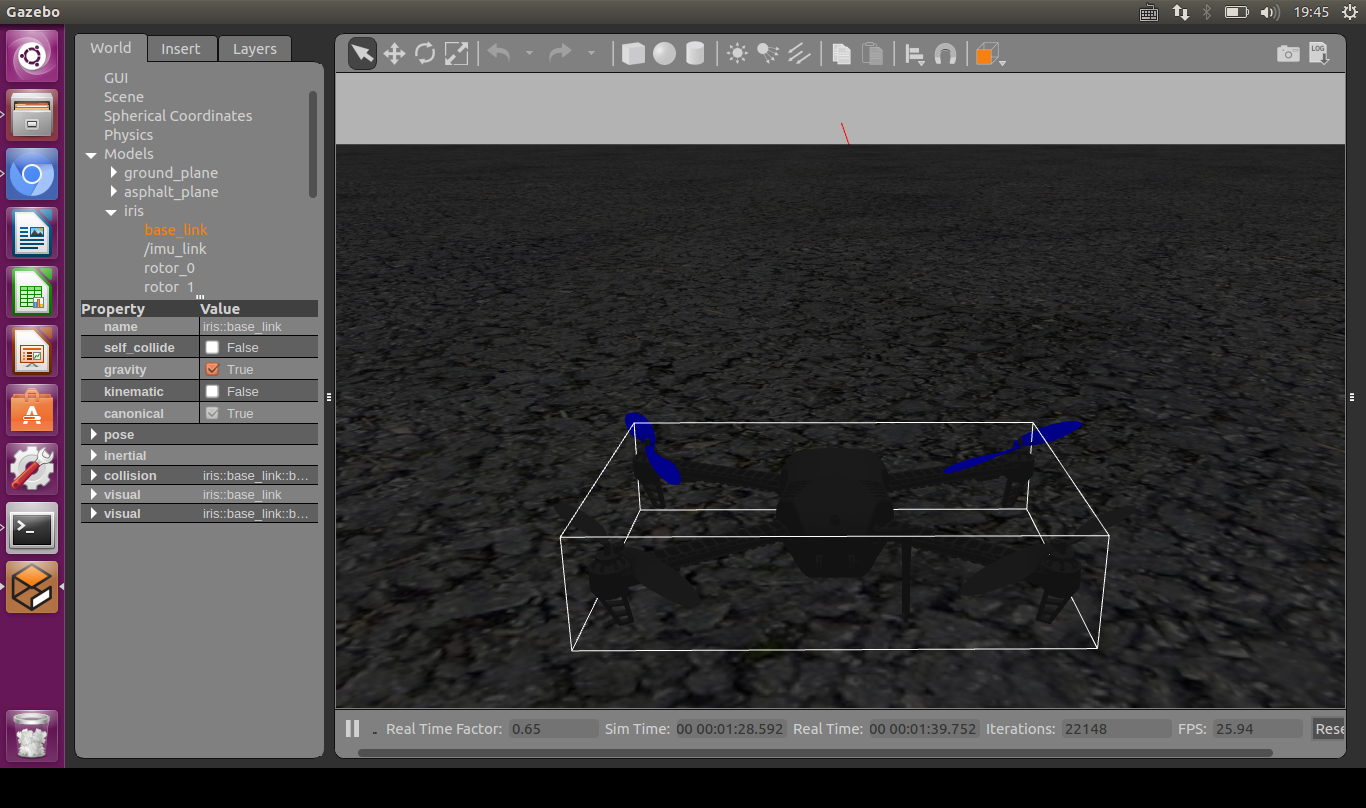 Gazebo
19:45
World
Insert
Layers
GUI
Scene
Spherical Coordinates
Physics
Models
ground_plane
asphalt_plane
iris
base_link
/imu_link
rotor_0
rotor_1
Property Value
name iris::base_link
self_collide False
gravity True
kinematic False
canonical True
pose
inertial
collision iris::base_link::b...
visual iris::base_link
visual iris::base_link::b...
LOG
Real Time Factor: 0.65 Sim Time: 00 00:01:28.592 Real Time: 00 00:01:39.752 Iterations: 22148 FPS: 25.94 Rese